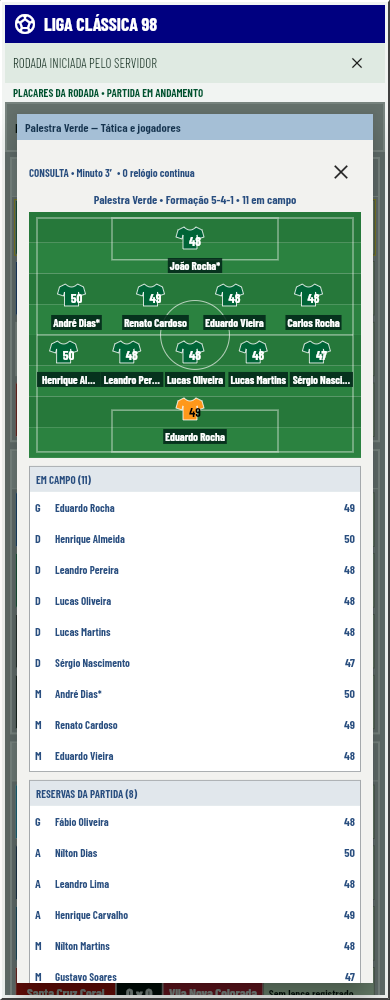 LIGA CLÁSSICA 98
RODADA INICIADA PELO SERVIDOR
PLACARES DA RODADA • PARTIDA EM ANDAMENTO
Palestra Verde — Tática e jogadores
CONSULTA • Minuto 3' • O relógio continua
Palestra Verde • Formação 5-4-1 • 11 em campo
48
João Rocha*
50 49 48 48
André Dias* Renato Cardoso Eduardo Vieira Carlos Rocha
50 48 48 48 47
Henrique Al... Leandro Per... Lucas Oliveira Lucas Martins Sérgio Nasci...
49
Eduardo Rocha
EM CAMPO (11)
G Eduardo Rocha 49
D Henrique Almeida 50
D Leandro Pereira 48
D Lucas Oliveira 48
D Lucas Martins 48
D Sérgio Nascimento 47
M André Dias* 50
M Renato Cardoso 49
M Eduardo Vieira 48
RESERVAS DA PARTIDA (8)
G Fábio Oliveira 48
A Nílton Dias 50
A Leandro Lima 48
A Henrique Carvalho 49
M Nílton Martins 48
M Gustavo Soares 47
Santa Cruz Coral 0 x 0 Vila Nova Colorada Sem lance registrado